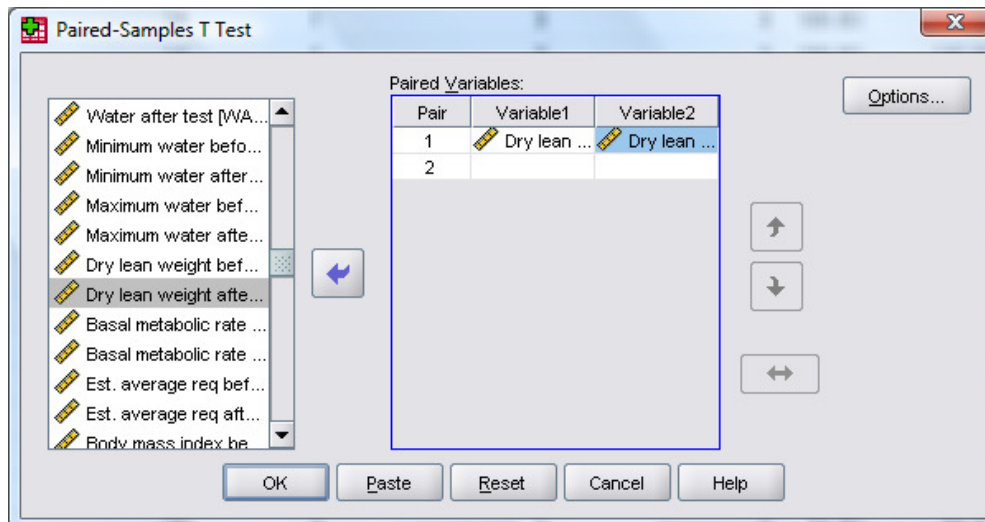 Paired-Samples T Test
Water after test [WA...
Minimum water befo...
Minimum water after...
Maximum water bef...
Maximum water afte...
Dry lean weight bef...
Dry lean weight afte...
Basal metabolic rate ...
Basal metabolic rate ...
Est. average req bef...
Est. average req aft...
Body mass index be
Paired Variables:
Pair Variable1 Variable2
1 Dry lean ... Dry lean ...
2
Options...
OK Paste Reset Cancel Help